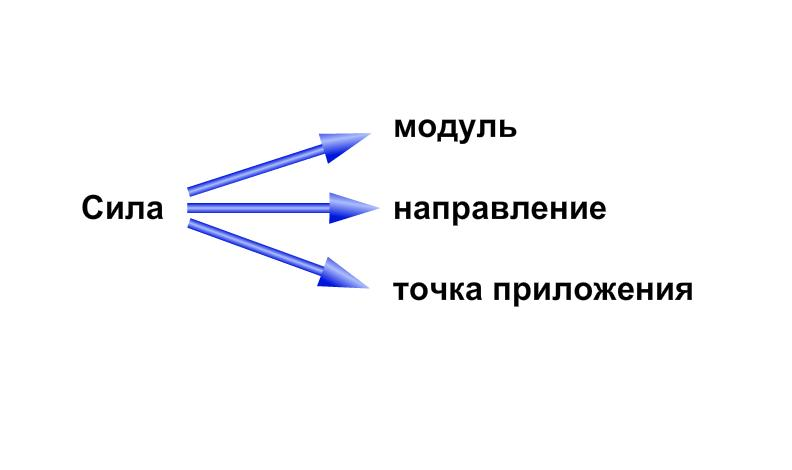 модуль
Сила
направление
точка приложения